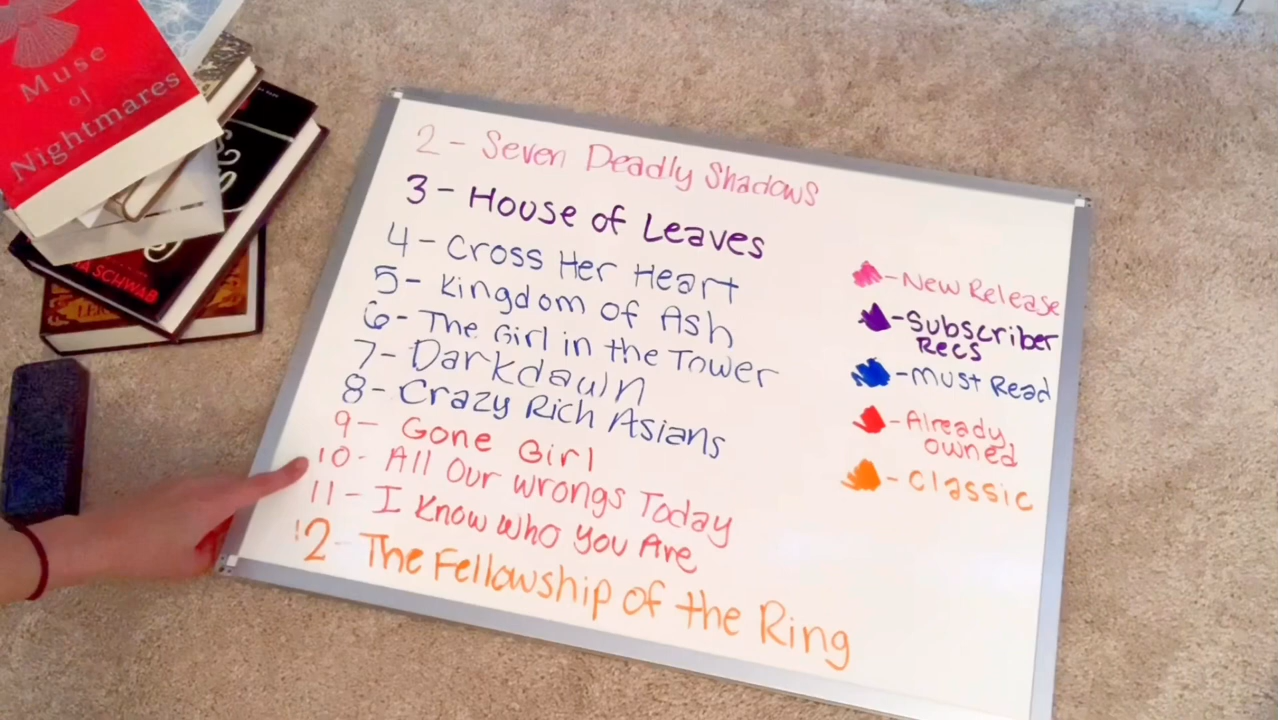 Muse
of
Nightmares
IA SCHWAB
2 - Seven Deadly Shadows
3 - House of Leaves
4 - Cross Her Heart
5 - Kingdom of Ash
6 - The Girl in the Tower
7 - Darkdawn
8 - Crazy Rich Asians
9 - Gone Girl
10 - All Our Wrongs Today
11 - I Know Who You Are
12 - The Fellowship of the Ring
- New Release
- Subscriber
Recs
- Must Read
- Already
owned
- Classic